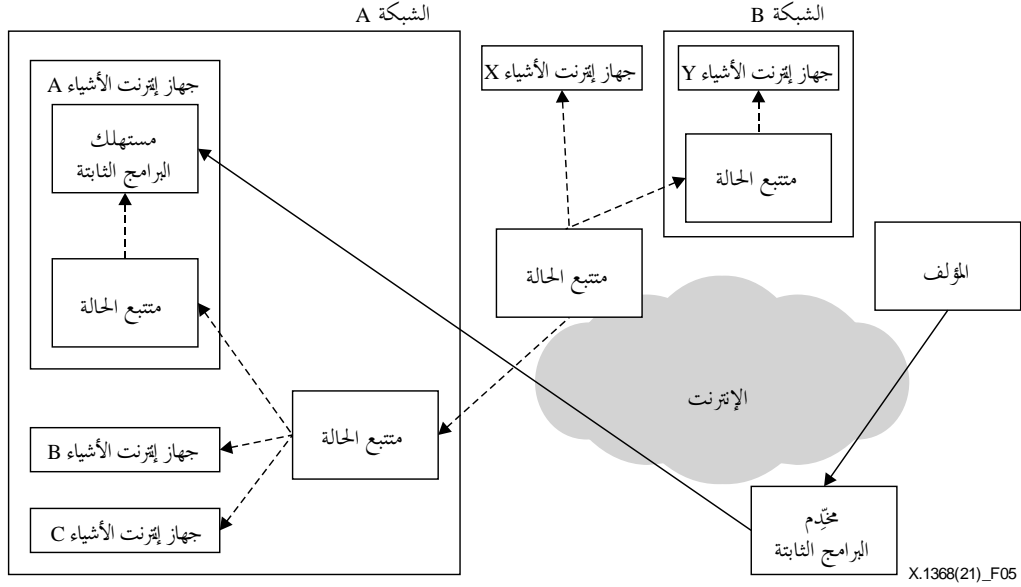 الشبكة A
الشبكة B
جهاز إنترنت الأشياء A
جهاز إنترنت الأشياء X
جهاز إنترنت الأشياء Y
مستهلك
البرامج الثابتة
متتبع الحالة
المؤلف
متتبع الحالة
متتبع الحالة
الإنترنت
متتبع الحالة
جهاز إنترنت الأشياء B
جهاز إنترنت الأشياء C
مخدِّم
البرامج الثابتة
X.1368(21)_F05